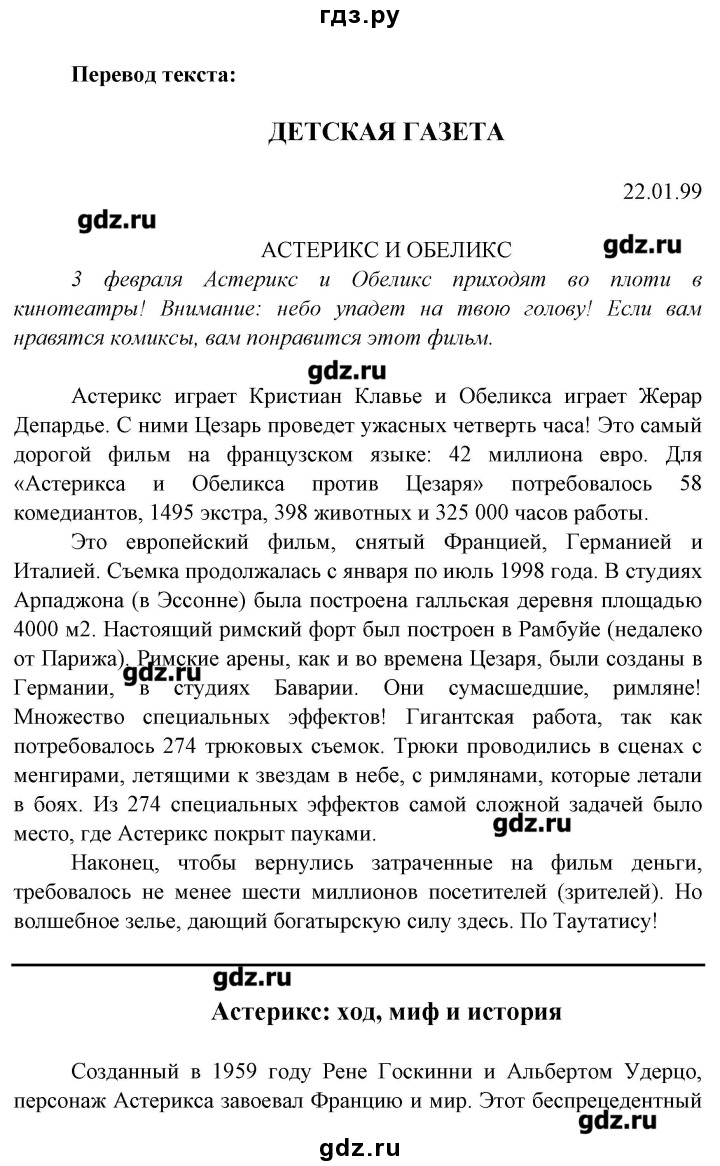 гдз.ру
Перевод текста:
ДЕТСКАЯ ГАЗЕТА
22.01.99
gdz.ru
АСТЕРИКС И ОБЕЛИКС
gdz.ru
3 февраля Астерикс и Обеликс приходят во плоти в
кинотеатры! Внимание: небо упадет на твою голову! Если вам
нравятся комиксы, вам понравится этот фильм.
gdz.ru
Астерикс играет Кристиан Клавье и Обеликса играет Жерар
Депардье. С ними Цезарь проведет ужасных четверть часа! Это самый
дорогой фильм на французском языке: 42 миллиона евро. Для
«Астерикса и Обеликса против Цезаря» потребовалось 58
комедиантов, 1495 экстра, 398 животных и 325 000 часов работы.
Это европейский фильм, снятый Францией, Германией и
Италией. Съемка продолжалась с января по июль 1998 года. В студиях
Арпаджона (в Эссонне) была построена галльская деревня площадью
4000 м2. Настоящий римский форт был построен в Рамбуйе (недалеко
от Парижа). Римские арены, как и во времена Цезаря, были созданы в
gdz.ru
Германии, в студиях Баварии. Они сумасшедшие, римляне!
Множество специальных эффектов! Гигантская работа, так как
потребовалось 274 трюковых съемок. Трюки проводились в сценах с
менгирами, летящими к звездам в небе, с римлянами, которые летали
в боях. Из 274 специальных эффектов самой сложной задачей было
место, где Астерикс покрыт пауками.
gdz.ru
Наконец, чтобы вернулись затраченные на фильм деньги,
требовалось не менее шести миллионов посетителей (зрителей). Но
волшебное зелье, дающий богатырскую силу здесь. По Таутатису!
gdz.ru
Астерикс: ход, миф и история
Созданный в 1959 году Рене Госкинни и Альбертом Удерцо,
персонаж Астерикса завоевал Францию и мир. Этот беспрецедентный
gdz.ru
gdz.ru